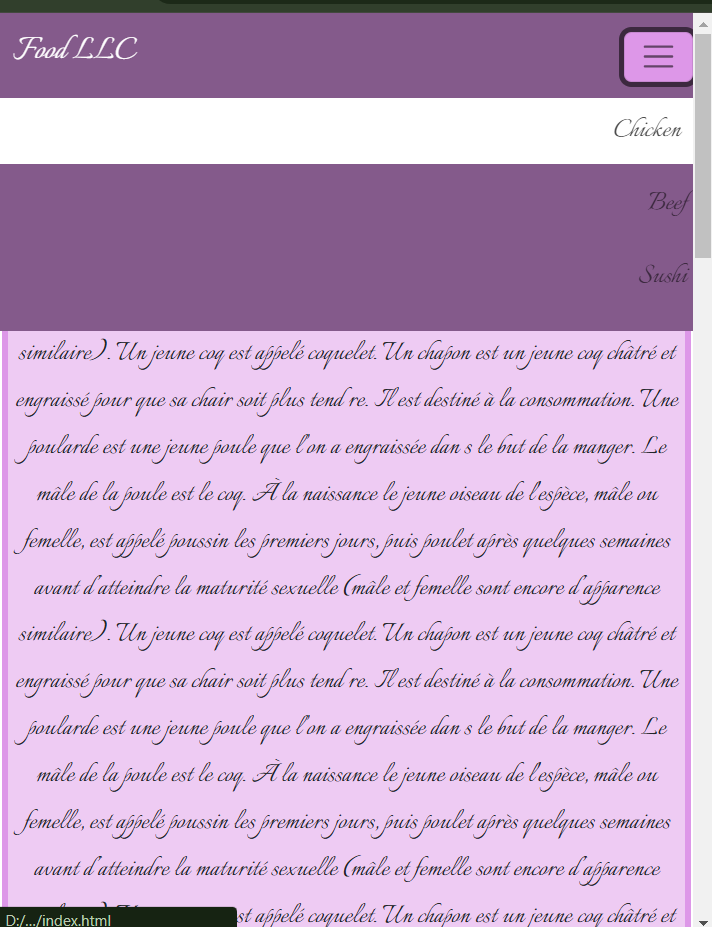 Food LLC
Chicken
Beef
Sushi
similaire). Un jeune coq est appelé coquelet. Un chapon est un jeune coq châtré et
engraissé pour que sa chair soit plus tend re. Il est destiné à la consommation. Une
poularde est une jeune poule que l'on a engraissée dan s le but de la manger. Le
mâle de la poule est le coq. À la naissance le jeune oiseau de l'espèce, mâle ou
femelle, est appelé poussin les premiers jours, puis poulet après quelques semaines
avant d'atteindre la maturité sexuelle (mâle et femelle sont encore d'apparence
similaire). Un jeune coq est appelé coquelet. Un chapon est un jeune coq châtré et
engraissé pour que sa chair soit plus tend re. Il est destiné à la consommation. Une
poularde est une jeune poule que l'on a engraissée dan s le but de la manger. Le
mâle de la poule est le coq. À la naissance le jeune oiseau de l'espèce, mâle ou
femelle, est appelé poussin les premiers jours, puis poulet après quelques semaines
avant d'atteindre la maturité sexuelle (mâle et femelle sont encore d'apparence
appelé coquelet. Un chapon est un jeune coq châtré et
D:/.../index.html